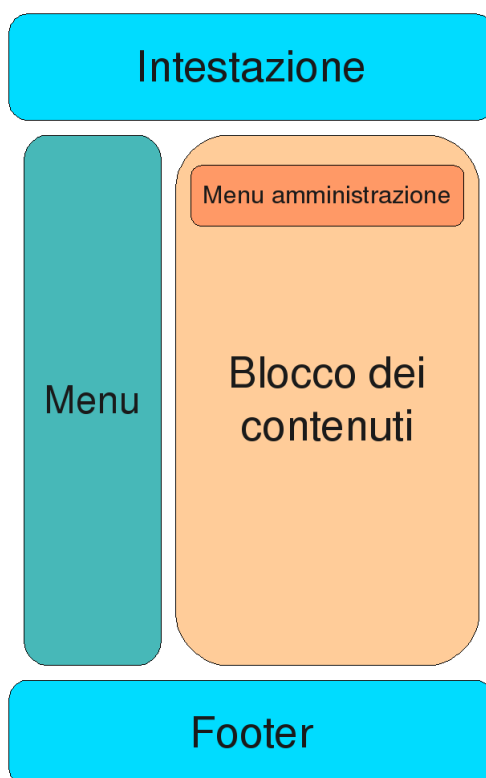 Intestazione
Menu amministrazione
Menu
Blocco dei
contenuti
Footer